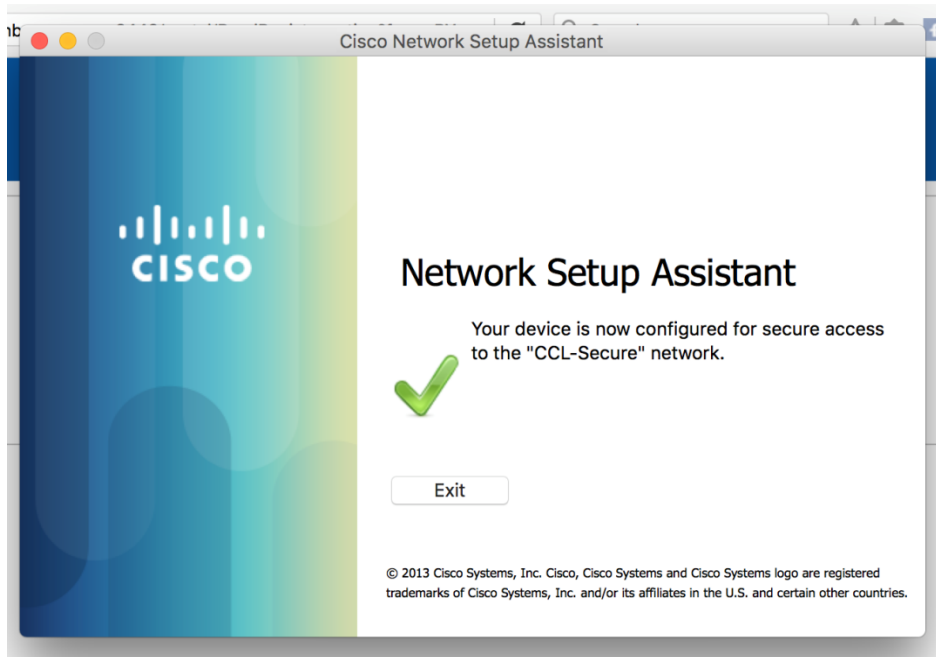 Cisco Network Setup Assistant
CISCO
Network Setup Assistant
Your device is now configured for secure access
to the "CCL-Secure" network.
Exit
© 2013 Cisco Systems, Inc. Cisco, Cisco Systems and Cisco Systems logo are registered
trademarks of Cisco Systems, Inc. and/or its affiliates in the U.S. and certain other countries.